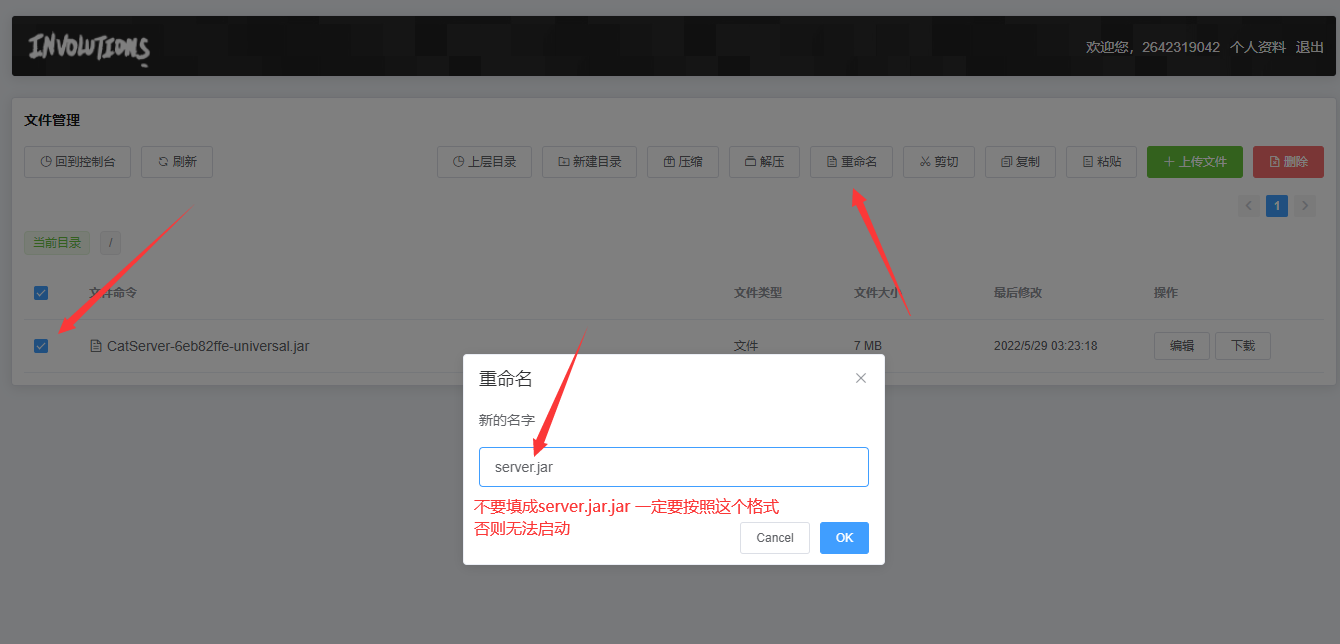 INVOLUTIONS
欢迎您，2642319042 个人资料 退出
文件管理
回到控制台 刷新 上层目录 新建目录 压缩 解压 重命名 剪切 复制 粘贴 上传文件 删除
1
当前目录 /
文件命令 文件类型 文件大小 最后修改 操作
CatServer-6eb82ffe-universal.jar 文件 7 MB 2022/5/29 03:23:18 编辑 下载
重命名
新的名字
server.jar
不要填成server.jar.jar 一定要按照这个格式
否则无法启动
Cancel OK